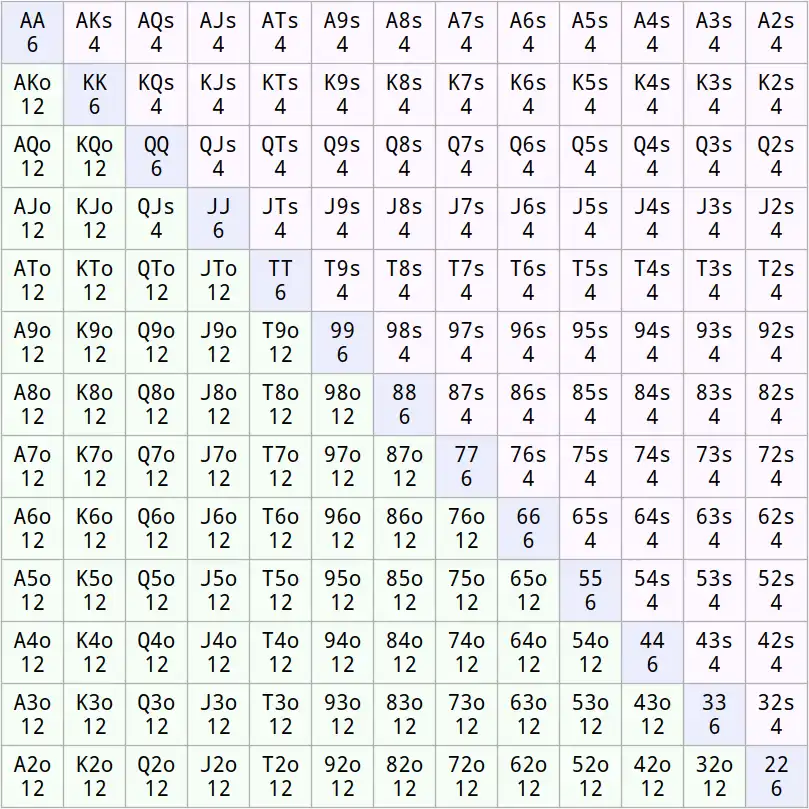 AA AKs AQs AJs ATs A9s A8s A7s A6s A5s A4s A3s A2s
6 4 4 4 4 4 4 4 4 4 4 4 4
AKo KK KQs KJs KTs K9s K8s K7s K6s K5s K4s K3s K2s
12 6 4 4 4 4 4 4 4 4 4 4 4
AQo KQo QQ QJs QTs Q9s Q8s Q7s Q6s Q5s Q4s Q3s Q2s
12 12 6 4 4 4 4 4 4 4 4 4 4
AJo KJo QJs JJ JTs J9s J8s J7s J6s J5s J4s J3s J2s
12 12 4 6 4 4 4 4 4 4 4 4 4
ATo KTo QTo JTo TT T9s T8s T7s T6s T5s T4s T3s T2s
12 12 12 12 6 4 4 4 4 4 4 4 4
A9o K9o Q9o J9o T9o 99 98s 97s 96s 95s 94s 93s 92s
12 12 12 12 12 6 4 4 4 4 4 4 4
A8o K8o Q8o J8o T8o 98o 88 87s 86s 85s 84s 83s 82s
12 12 12 12 12 12 6 4 4 4 4 4 4
A7o K7o Q7o J7o T7o 97o 87o 77 76s 75s 74s 73s 72s
12 12 12 12 12 12 12 6 4 4 4 4 4
A6o K6o Q6o J6o T6o 96o 86o 76o 66 65s 64s 63s 62s
12 12 12 12 12 12 12 12 6 4 4 4 4
A5o K5o Q5o J5o T5o 95o 85o 75o 65o 55 54s 53s 52s
12 12 12 12 12 12 12 12 12 6 4 4 4
A4o K4o Q4o J4o T4o 94o 84o 74o 64o 54o 44 43s 42s
12 12 12 12 12 12 12 12 12 12 6 4 4
A3o K3o Q3o J3o T3o 93o 83o 73o 63o 53o 43o 33 32s
12 12 12 12 12 12 12 12 12 12 12 6 4
A2o K2o Q2o J2o T2o 92o 82o 72o 62o 52o 42o 32o 22
12 12 12 12 12 12 12 12 12 12 12 12 6